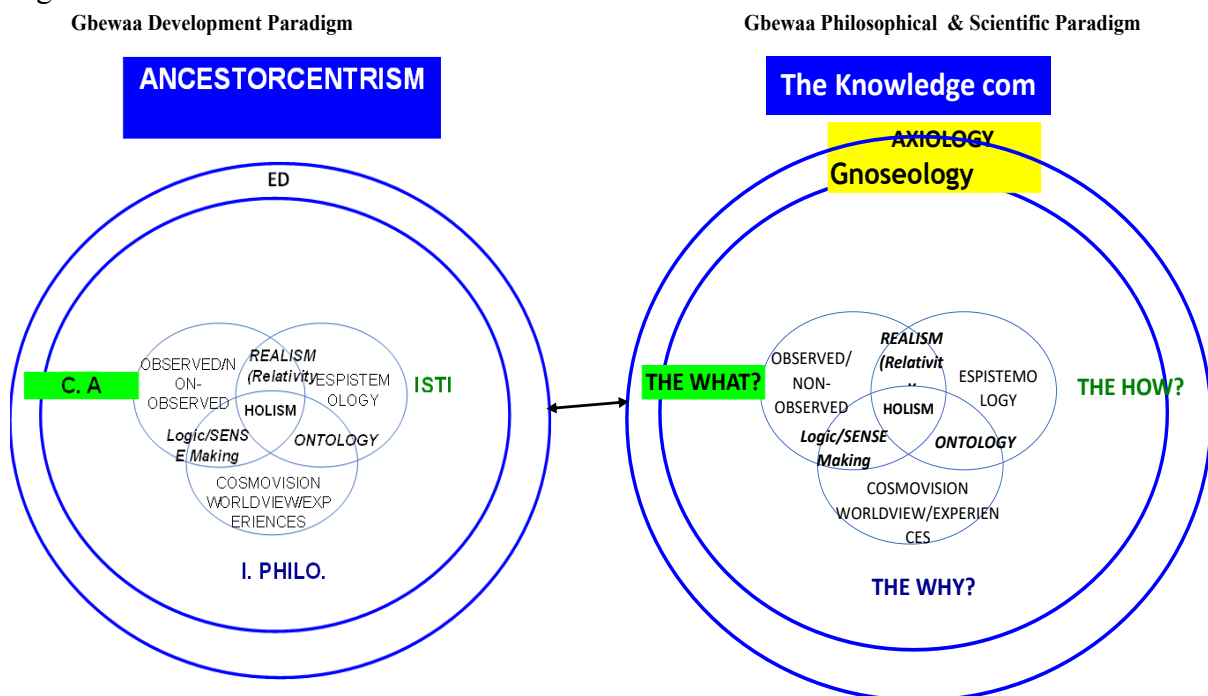 Gbewaa Development Paradigm
Gbewaa Philosophical & Scientific Paradigm
ANCESTORCENTRISM
The Knowledge com
AXIOLOGY
Gnoseology
ED
OBSERVED/N
ON-
OBSERVED
REALISM
(Relativity
ESPISTEM
OLOGY
C. A
ISTI
HOLISM
Logic/SENS
E Making
ONTOLOGY
COSMOVISION
WORLDVIEW/EXP
ERIENCES
I. PHILO.
OBSERVED/
NON-
OBSERVED
REALISM
(Relativit
ESPISTEMO
LOGY
THE WHAT?
THE HOW?
HOLISM
Logic/SENSE
Making
ONTOLOGY
COSMOVISION
WORLDVIEW/EXPERIEN
CES
THE WHY?